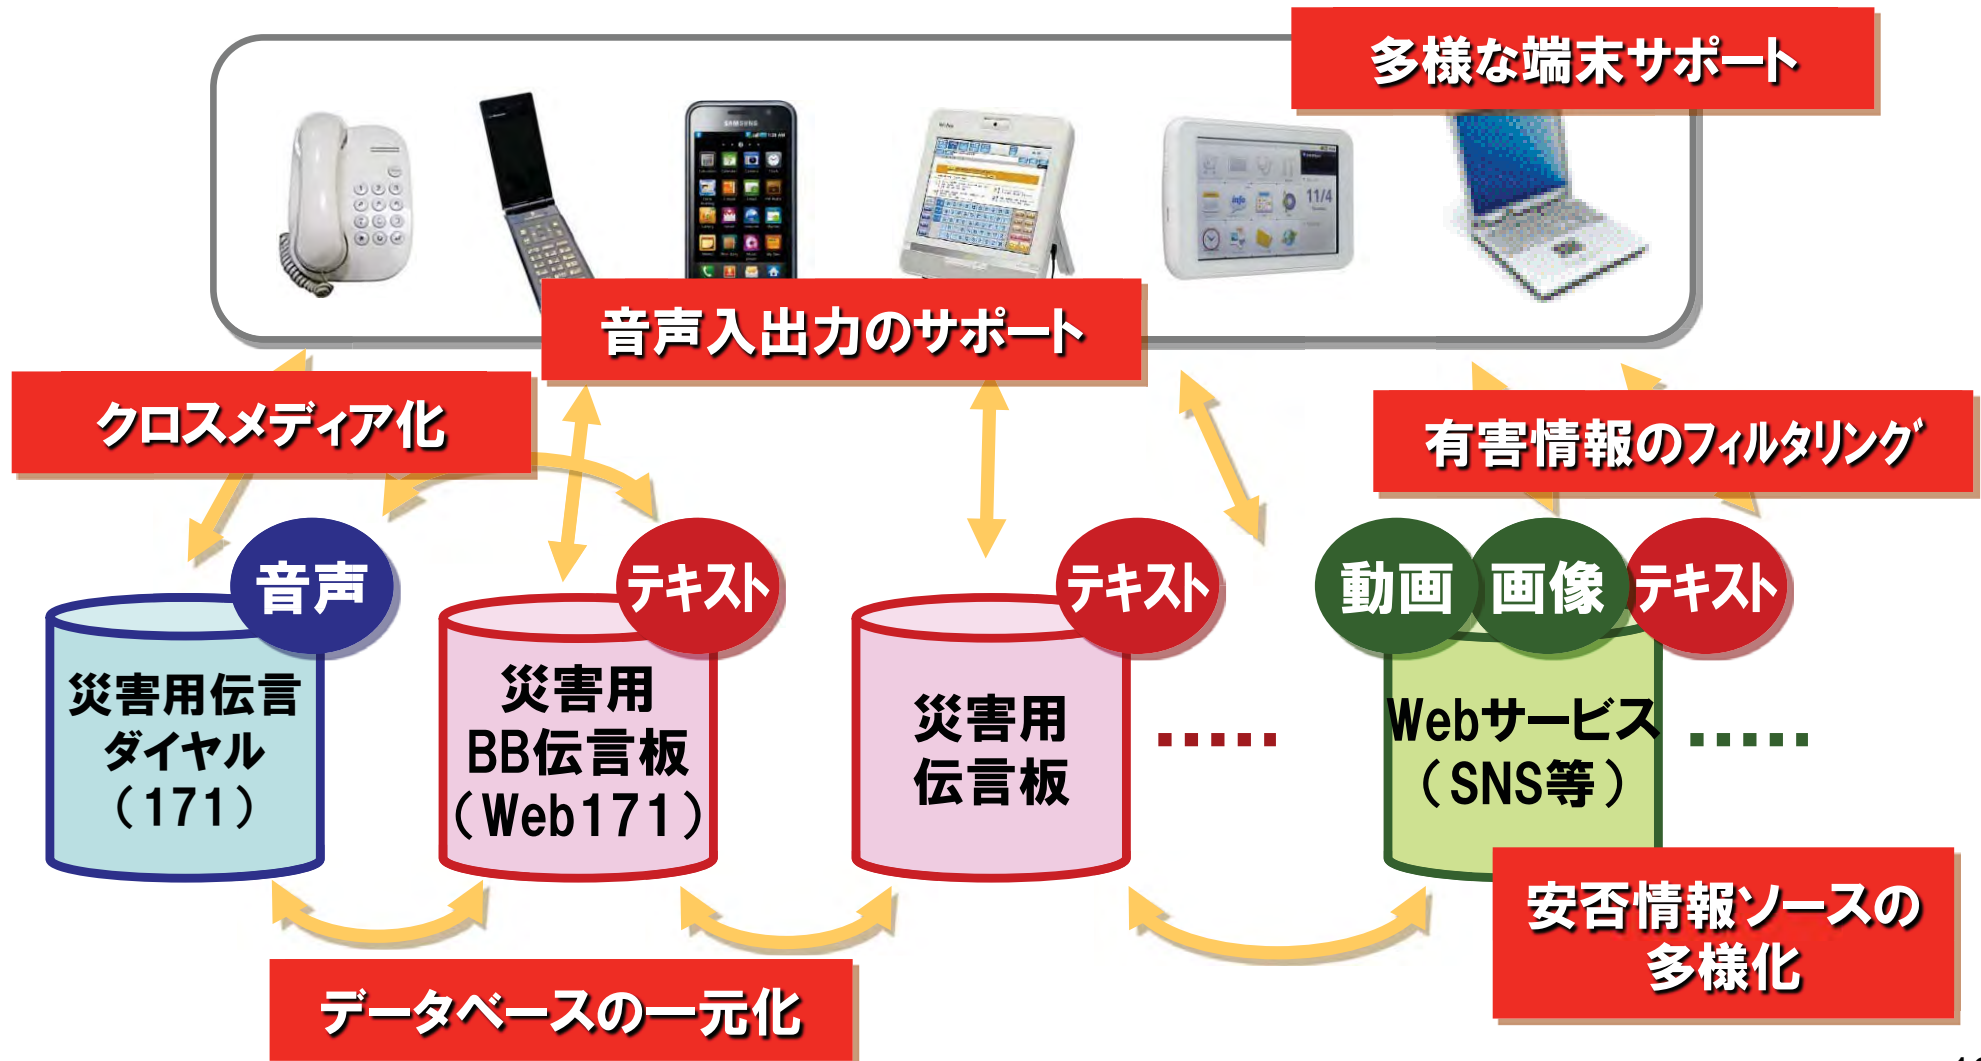 多様な端末サポート
SAMSUNG
11/4
音声入出力のサポート
クロスメディア化
有害情報のフィルタリング
音声
テキスト
テキスト
動画
画像
テキスト
災害用伝言
ダイヤル
（171）
災害用
BB伝言板
（Web171）
災害用
伝言板
Webサービス
（SNS等）
安否情報ソースの
多様化
データベースの一元化